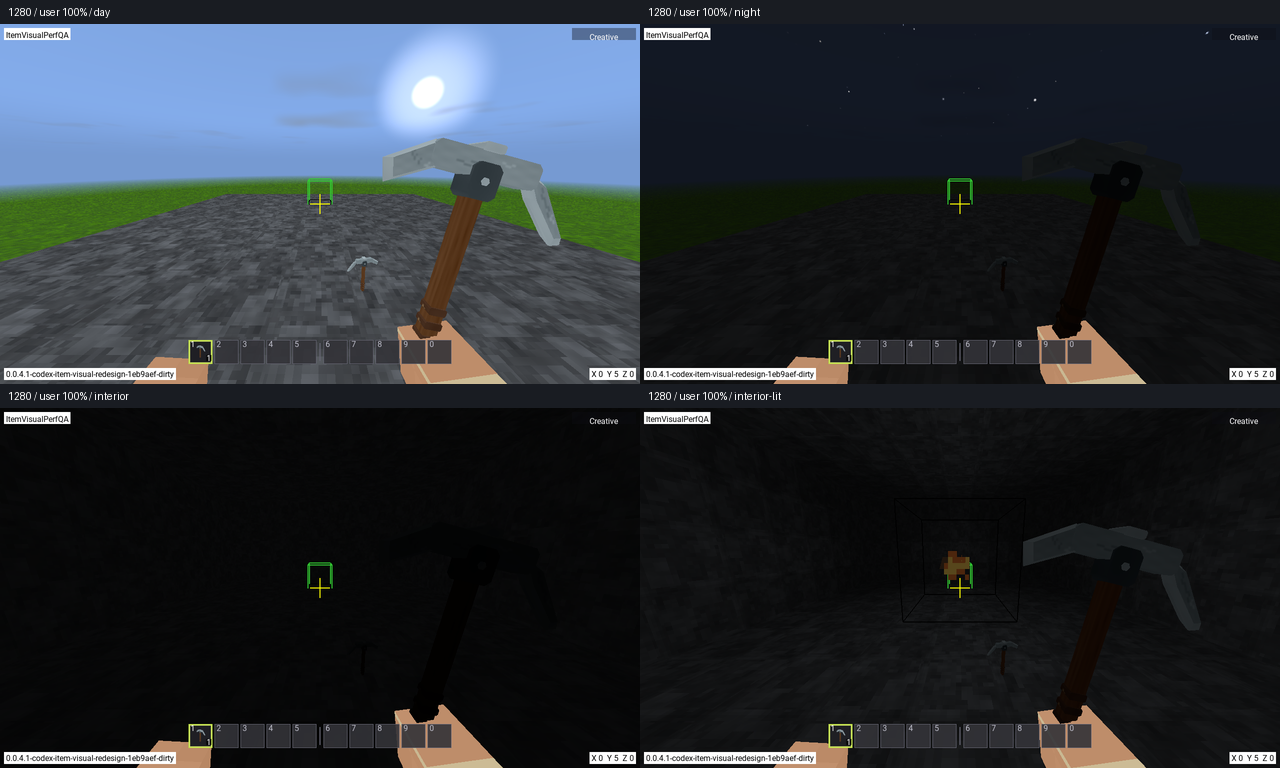 1280 / user 100% / day
ItemVisualPerfQA
Creative
1 2 3 4 5 6 7 8 9 0
1
0.0.4.1-codex-item-visual-redesign-1eb9aef-dirty
X 0 Y 5 Z 0
1280 / user 100% / night
ItemVisualPerfQA
Creative
1 2 3 4 5 6 7 8 9 0
1
0.0.4.1-codex-item-visual-redesign-1eb9aef-dirty
X 0 Y 5 Z 0
1280 / user 100% / interior
ItemVisualPerfQA
Creative
1 2 3 4 5 6 7 8 9 0
1
0.0.4.1-codex-item-visual-redesign-1eb9aef-dirty
X 0 Y 5 Z 0
1280 / user 100% / interior-lit
ItemVisualPerfQA
Creative
1 2 3 4 5 6 7 8 9 0
1
0.0.4.1-codex-item-visual-redesign-1eb9aef-dirty
X 0 Y 5 Z 0